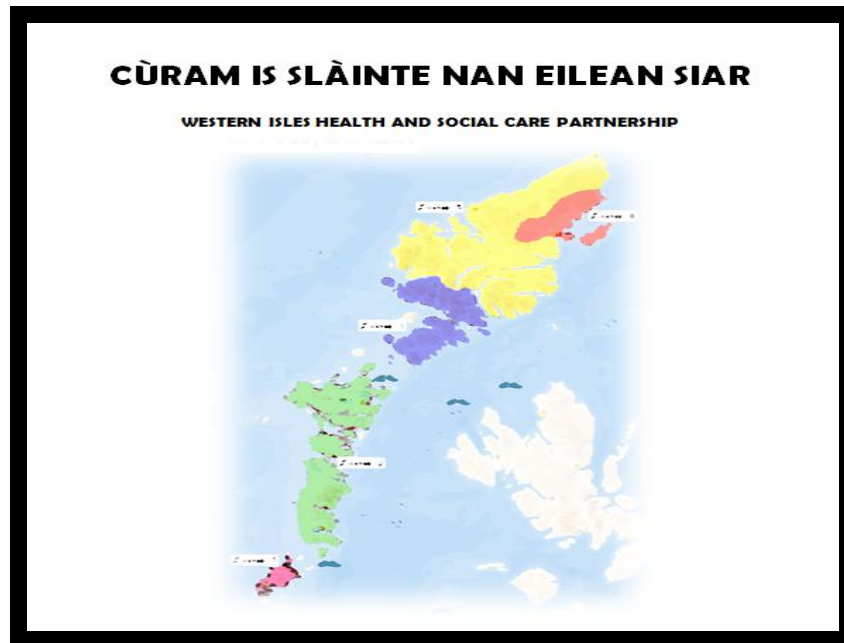 CÙRAM IS SLÀINTE NAN EILEAN SIAR
WESTERN ISLES HEALTH AND SOCIAL CARE PARTNERSHIP